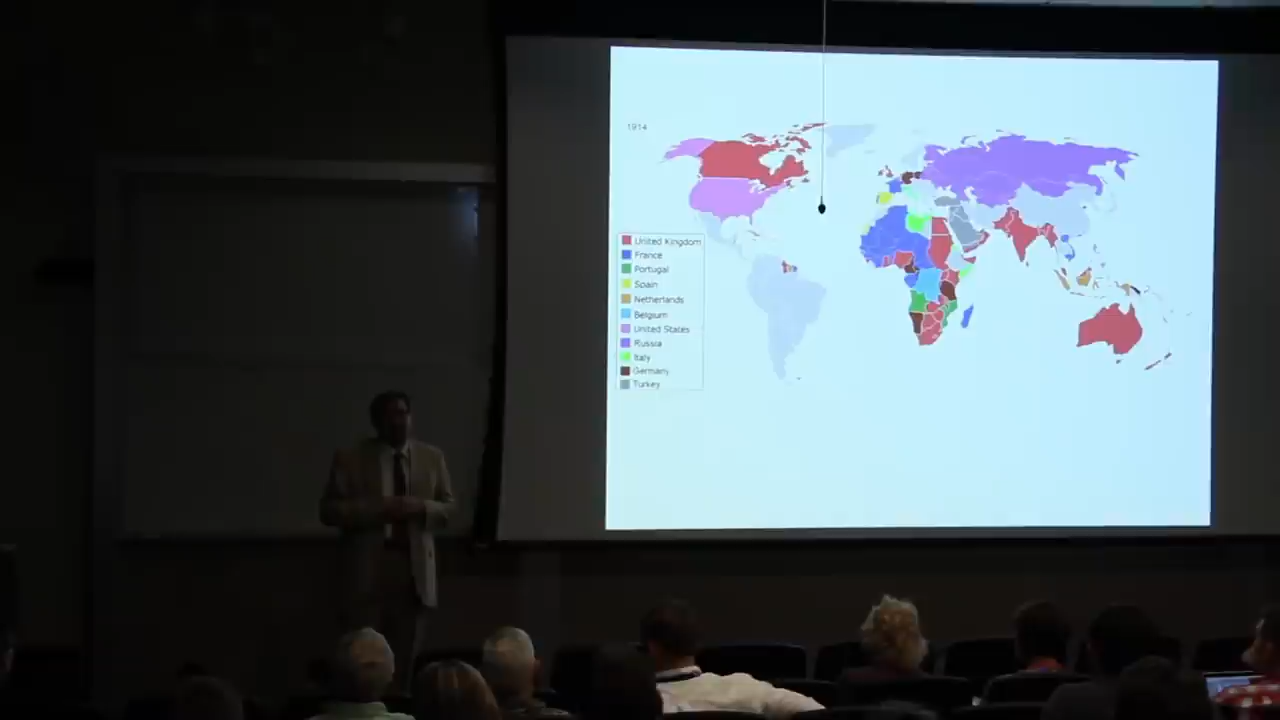 1914
United Kingdom
France
Portugal
Spain
Netherlands
Belgium
United States
Russia
Italy
Germany
Turkey